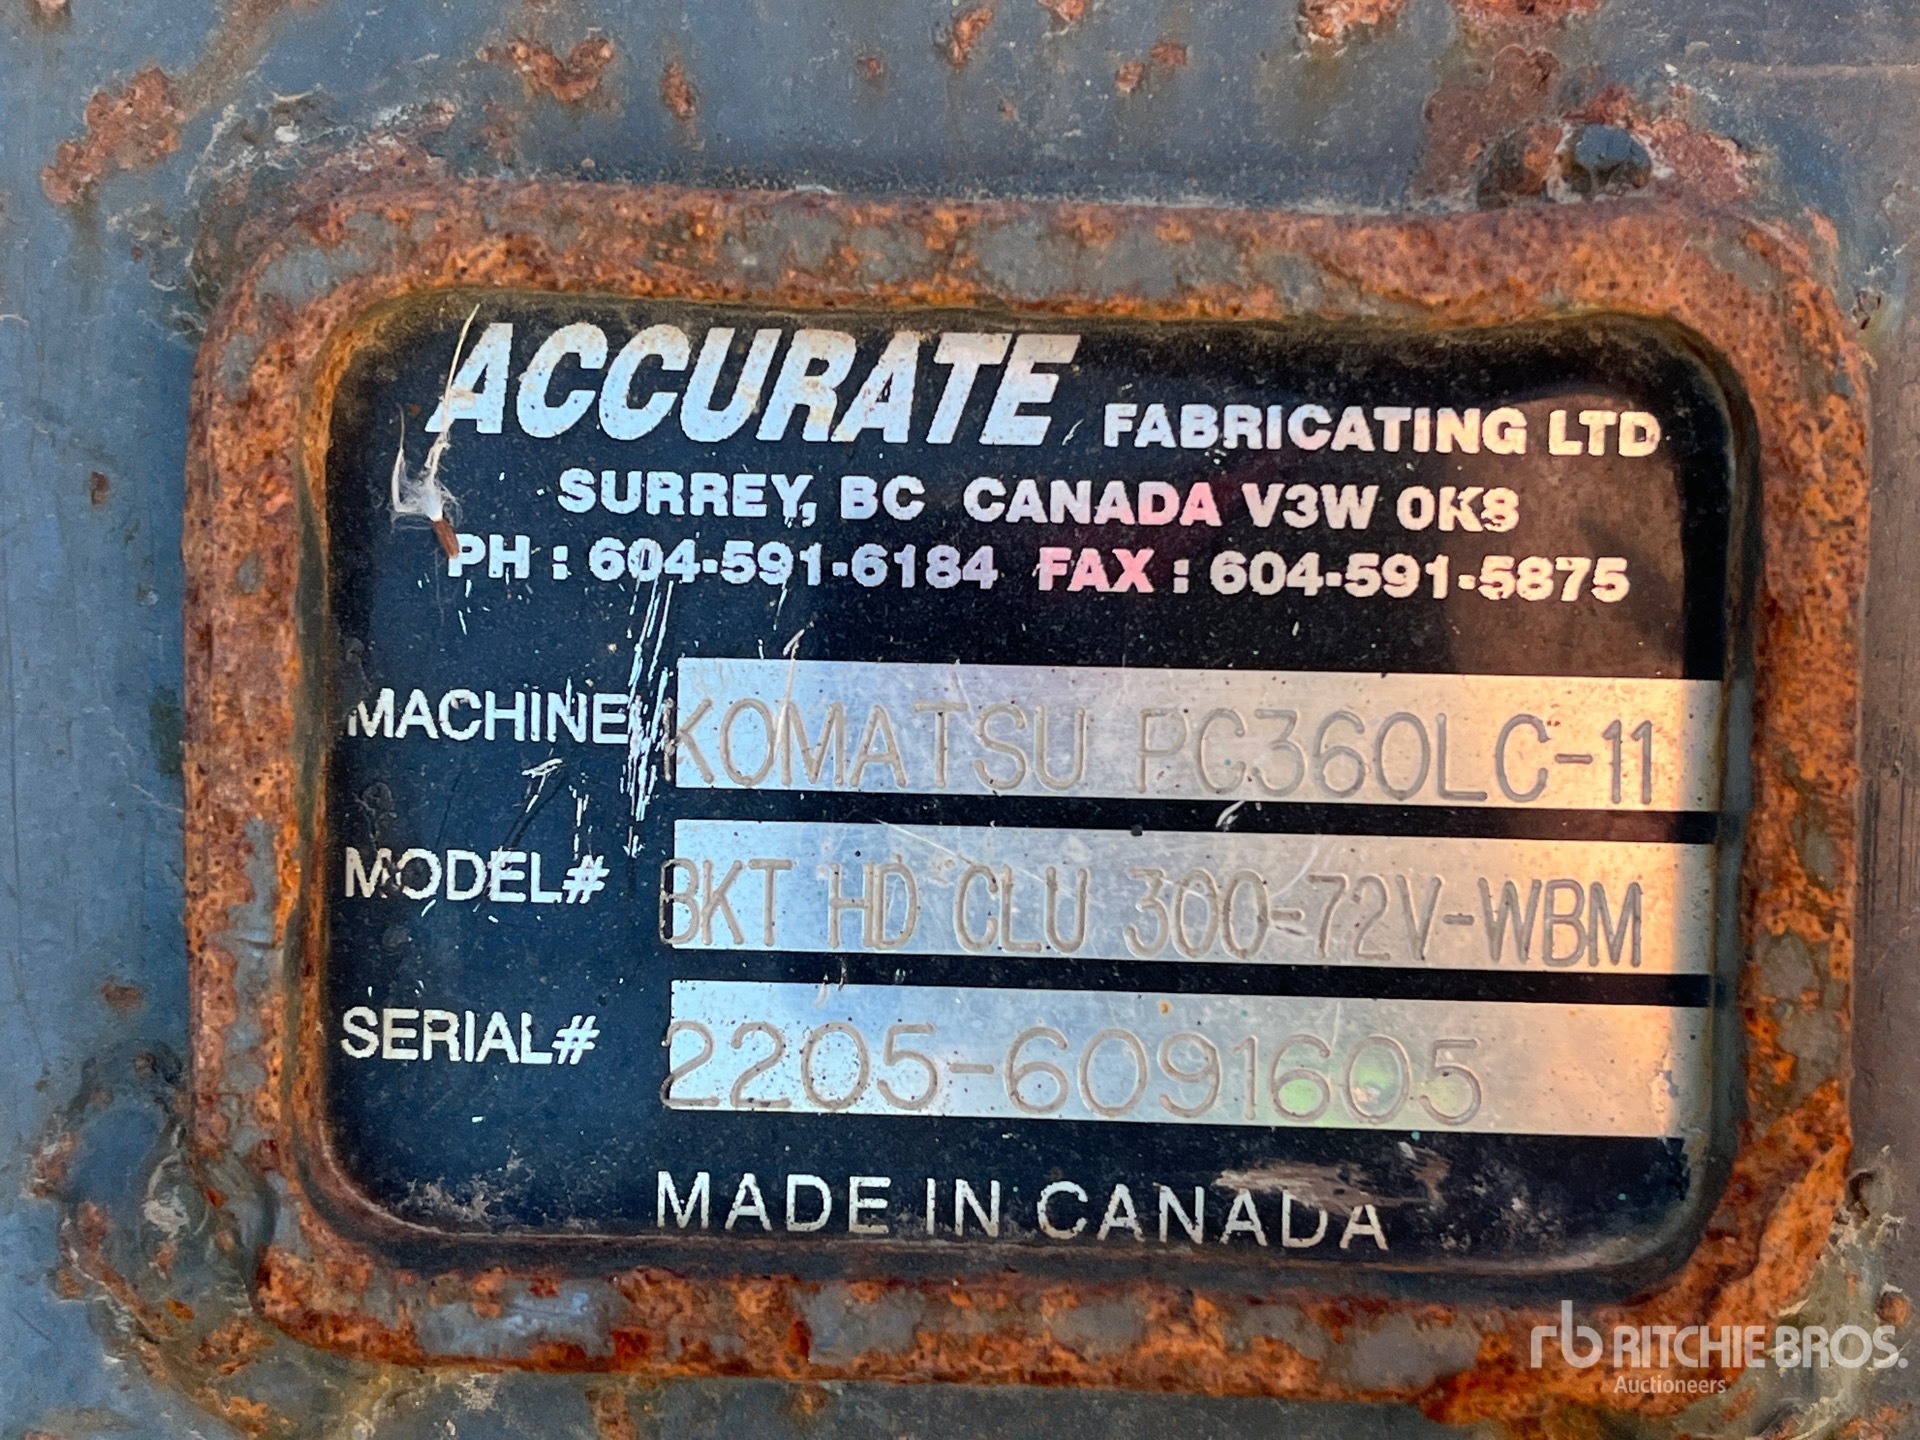 ACCURATE FABRICATING LTD
SURREY, BC CANADA V3W 0K8
PH : 604-591-6184 FAX : 604-591-5875
MACHINE KOMATSU PC360LC-11
MODEL# BKT HD CLU 300-72V-WBM
SERIAL# 2205-6091605
MADE IN CANADA
rb RITCHIE BROS.
Auctioneers